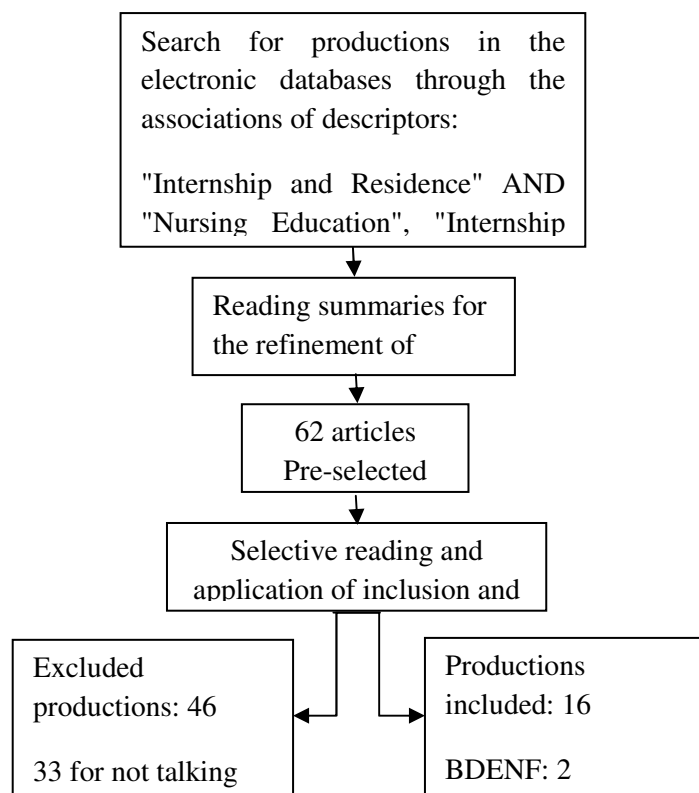 Search for productions in the
electronic databases through the
associations of descriptors:
"Internship and Residence" AND
"Nursing Education", "Internship
Reading summaries for
the refinement of
62 articles
Pre-selected
Selective reading and
application of inclusion and
Excluded
productions: 46
33 for not talking
Productions
included: 16
BDENF: 2